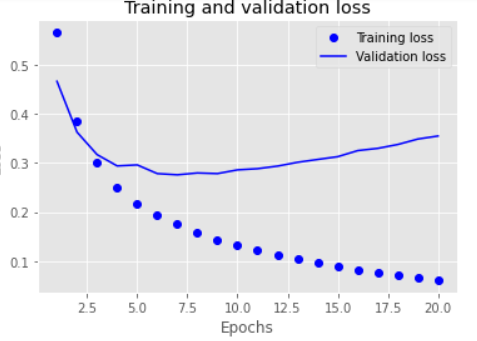 Training and validation loss
Training loss
Validation loss
0.5
0.4
0.3
0.2
0.1
2.5 5.0 7.5 10.0 12.5 15.0 17.5 20.0
Epochs